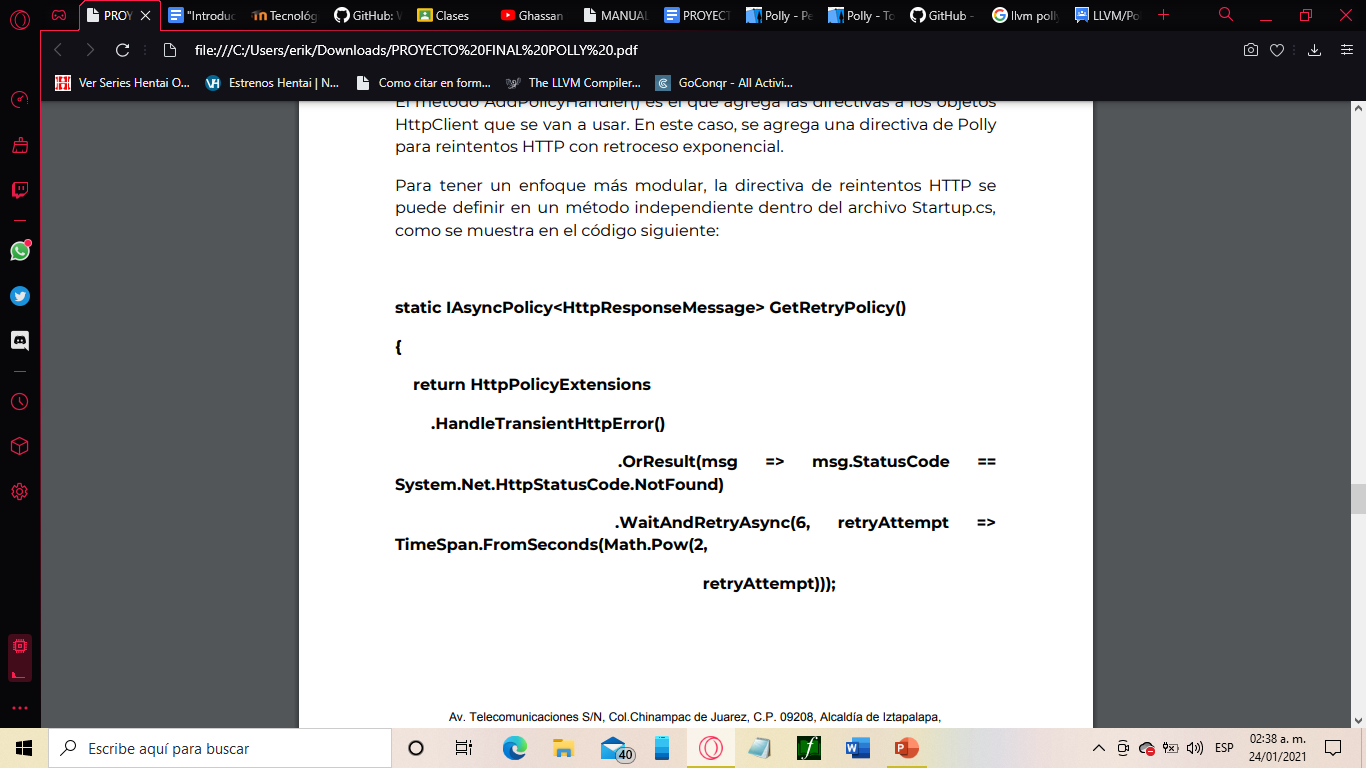 PROY
"Introduc
Tecnológ
GitHub: W
Clases
Ghassan
MANUAL
PROYECT
Polly - Pe
Polly - To
GitHub -
llvm polly
LLVM/Pol
file:///C:/Users/erik/Downloads/PROYECTO%20FINAL%20POLLY%20.pdf
Ver Series Hentai O...
Estrenos Hentai | N...
Como citar en form...
The LLVM Compiler...
GoConqr - All Activi...
El método AddPolicyHandler() es el que agrega las directivas a los objetos
HttpClient que se van a usar. En este caso, se agrega una directiva de Polly
para reintentos HTTP con retroceso exponencial.
Para tener un enfoque más modular, la directiva de reintentos HTTP se
puede definir en un método independiente dentro del archivo Startup.cs,
como se muestra en el código siguiente:
static IAsyncPolicy<HttpResponseMessage> GetRetryPolicy()
{
return HttpPolicyExtensions
.HandleTransientHttpError()
.OrResult(msg => msg.StatusCode ==
System.Net.HttpStatusCode.NotFound)
.WaitAndRetryAsync(6, retryAttempt =>
TimeSpan.FromSeconds(Math.Pow(2,
retryAttempt)));
Av. Telecomunicaciones S/N, Col.Chinampac de Juarez, C.P. 09208, Alcaldía de Iztapalapa,
Escribe aquí para buscar
40
ESP
02:38 a. m.
24/01/2021